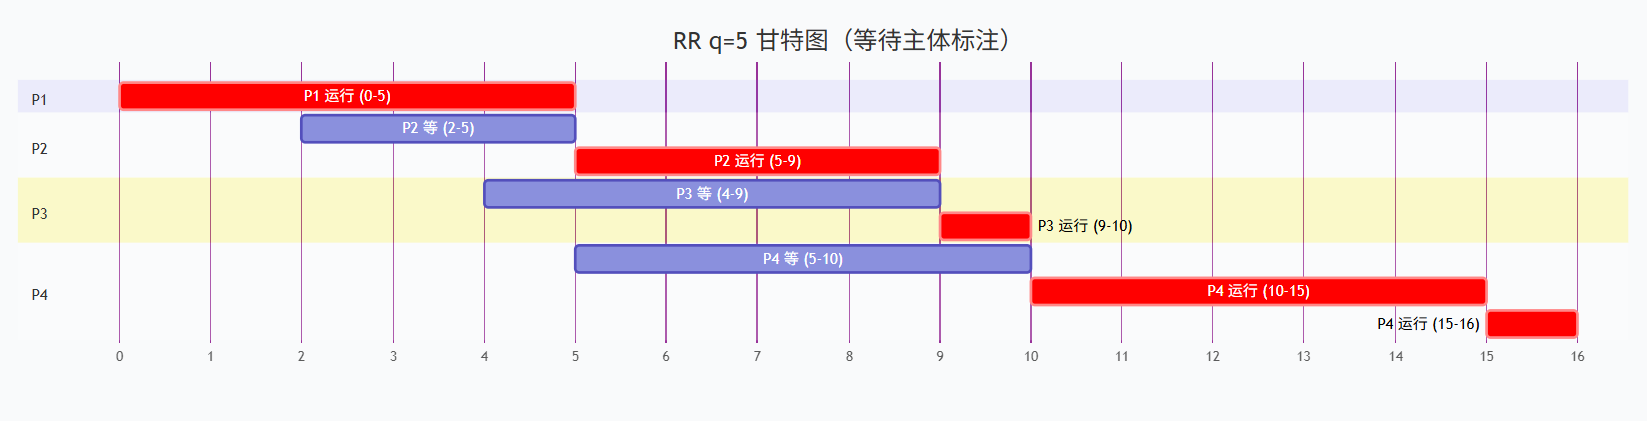 RR q=5 甘特图（等待主体标注）
P1
P1 运行 (0-5)
P2
P2 等 (2-5)
P2 运行 (5-9)
P3
P3 等 (4-9)
P3 运行 (9-10)
P4
P4 等 (5-10)
P4 运行 (10-15)
P4 运行 (15-16)
0 1 2 3 4 5 6 7 8 9 10 11 12 13 14 15 16